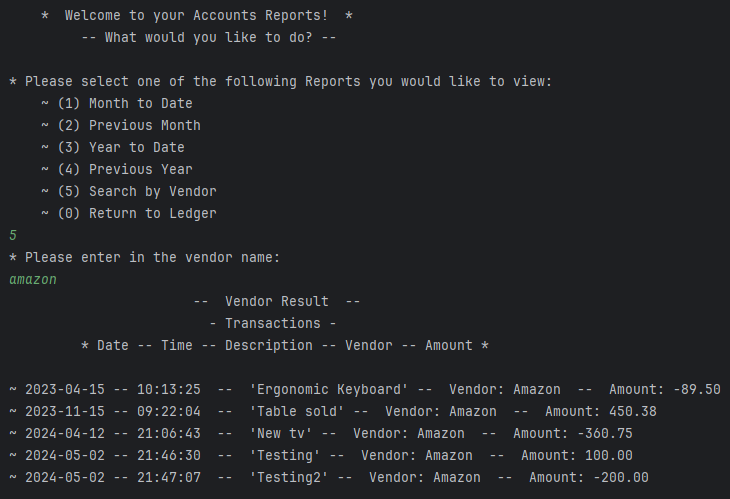 * Welcome to your Accounts Reports! *
-- What would you like to do? --
* Please select one of the following Reports you would like to view:
~ (1) Month to Date
~ (2) Previous Month
~ (3) Year to Date
~ (4) Previous Year
~ (5) Search by Vendor
~ (0) Return to Ledger
5
* Please enter in the vendor name:
amazon
-- Vendor Result --
- Transactions -
* Date -- Time -- Description -- Vendor -- Amount *
~ 2023-04-15 -- 10:13:25 -- 'Ergonomic Keyboard' -- Vendor: Amazon -- Amount: -89.50
~ 2023-11-15 -- 09:22:04 -- 'Table sold' -- Vendor: Amazon -- Amount: 450.38
~ 2024-04-12 -- 21:06:43 -- 'New tv' -- Vendor: Amazon -- Amount: -360.75
~ 2024-05-02 -- 21:46:30 -- 'Testing' -- Vendor: Amazon -- Amount: 100.00
~ 2024-05-02 -- 21:47:07 -- 'Testing2' -- Vendor: Amazon -- Amount: -200.00